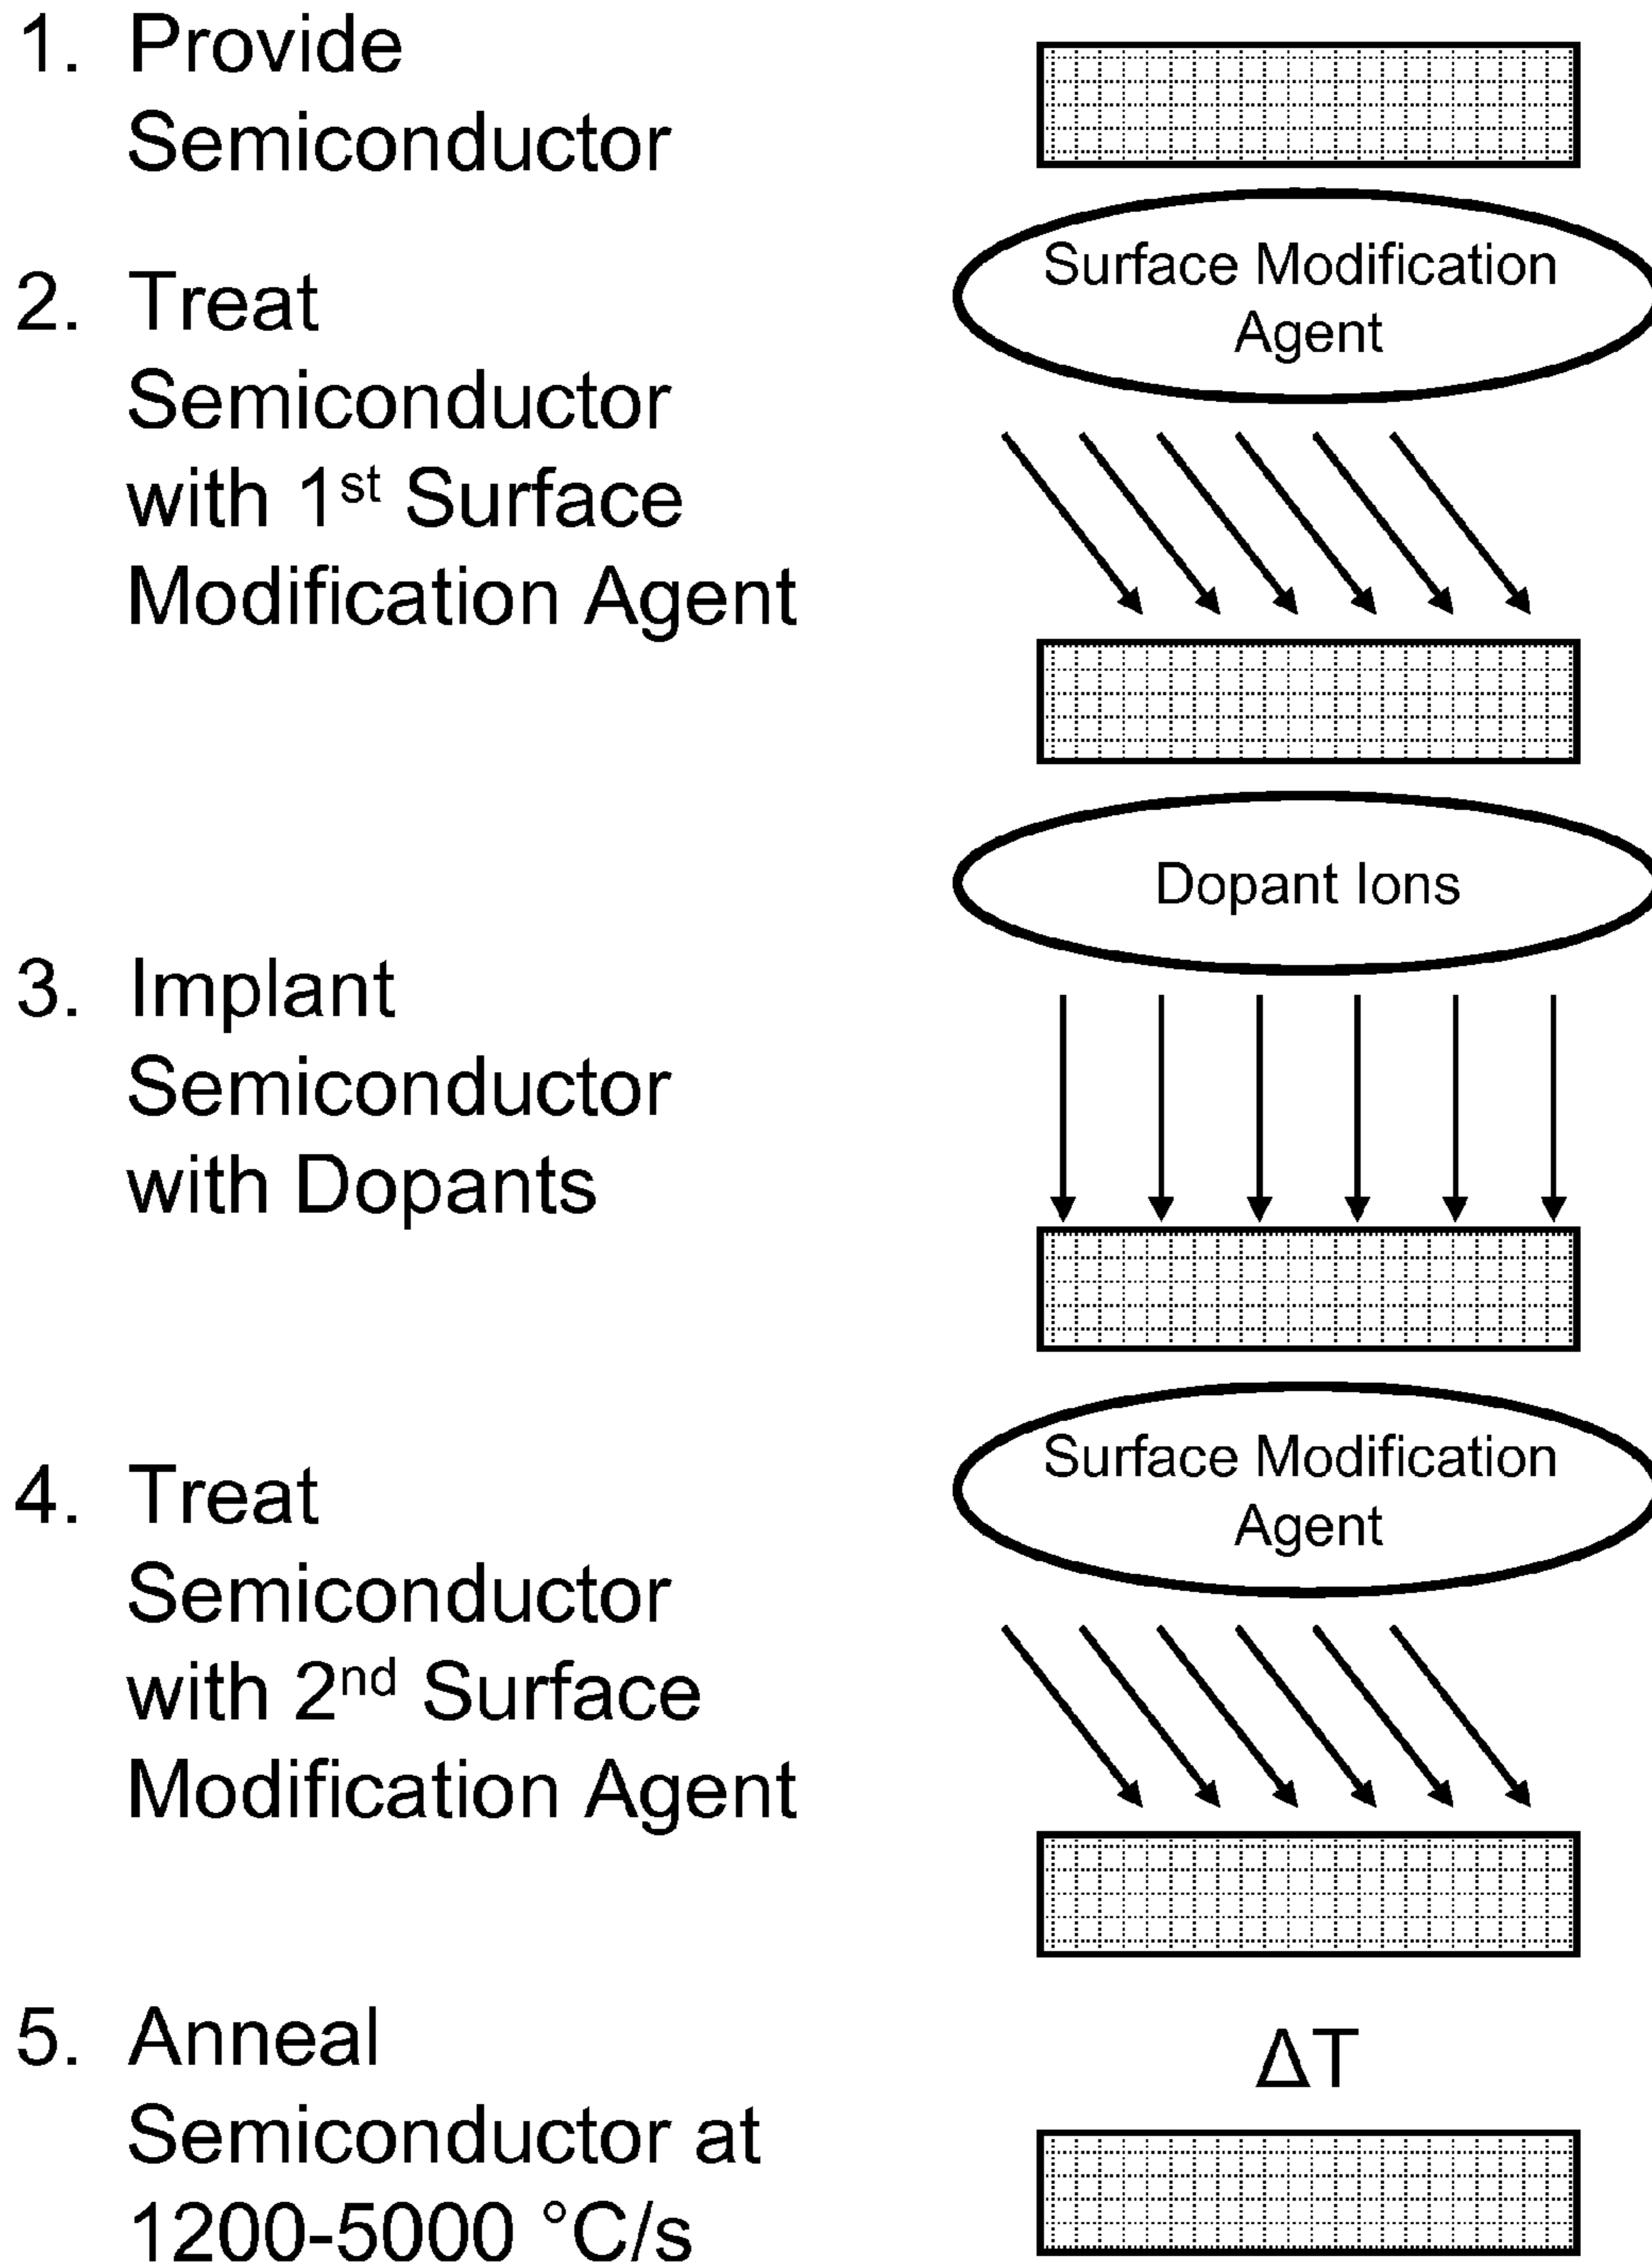 1. Provide
Semiconductor
Surface Modification
Agent
2. Treat
Semiconductor
with 1st Surface
Modification Agent
Dopant Ions
3. Implant
Semiconductor
with Dopants
Surface Modification
Agent
4. Treat
Semiconductor
with 2nd Surface
Modification Agent
5. Anneal
Semiconductor at
1200-5000 °C/s
ΔT